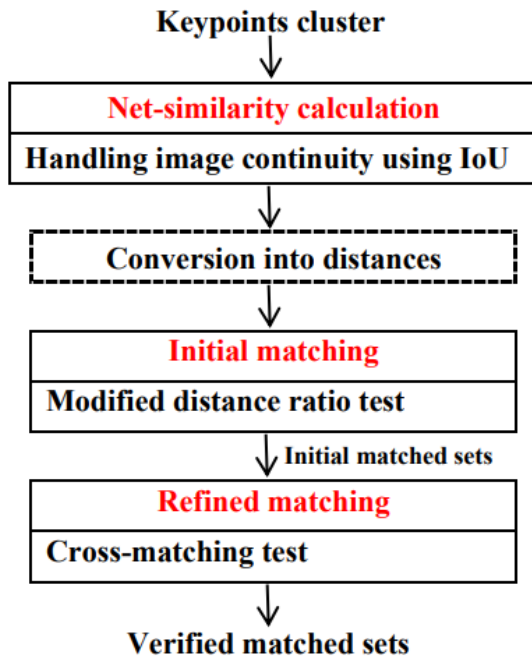 Keypoints cluster
Net-similarity calculation
Handling image continuity using IoU
Conversion into distances
Initial matching
Modified distance ratio test
Initial matched sets
Refined matching
Cross-matching test
Verified matched sets